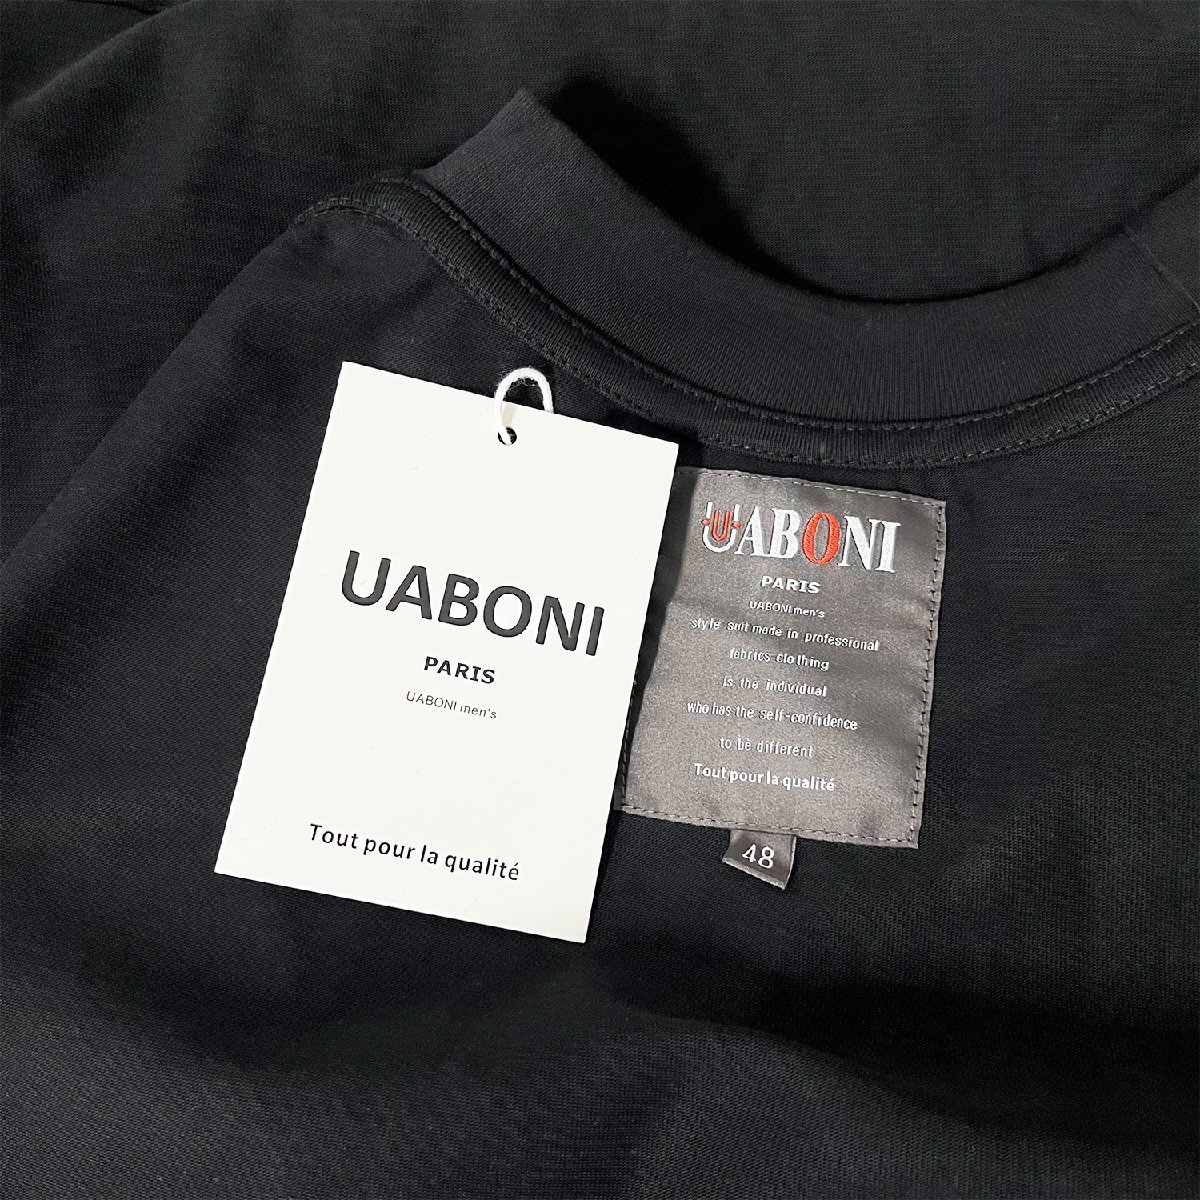 UABONI
PARIS
UABONI men's
Tout pour la qualité
UABONI
PARIS
UABONI men's
style suit made in professional
fabrics clothing
is the individual
who has the self-confidence
to be different
Tout pour la qualité
48